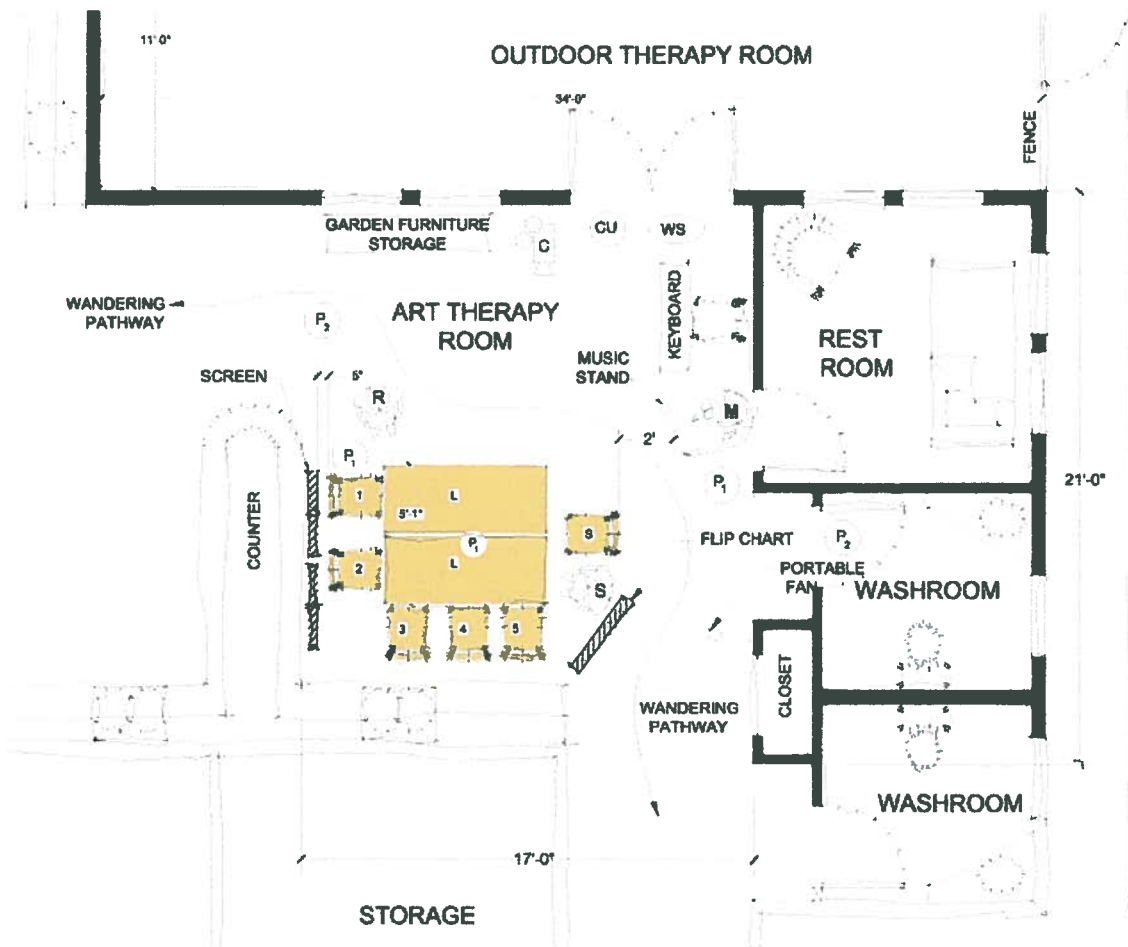 11'-0"
OUTDOOR THERAPY ROOM
34'-0"
FENCE
GARDEN FURNITURE
STORAGE
C
CU
WS
WANDERING
PATHWAY
P2
ART THERAPY
ROOM
KEYBOARD
REST
ROOM
MUSIC
STAND
SCREEN
R
M
2'
P1
1
L
5'-1"
P1
21'-0"
COUNTER
S
FLIP CHART
P2
P1
2
L
PORTABLE
FAN
WASHROOM
S
3
4
5
CLOSET
WANDERING
PATHWAY
WASHROOM
17'-0"
STORAGE